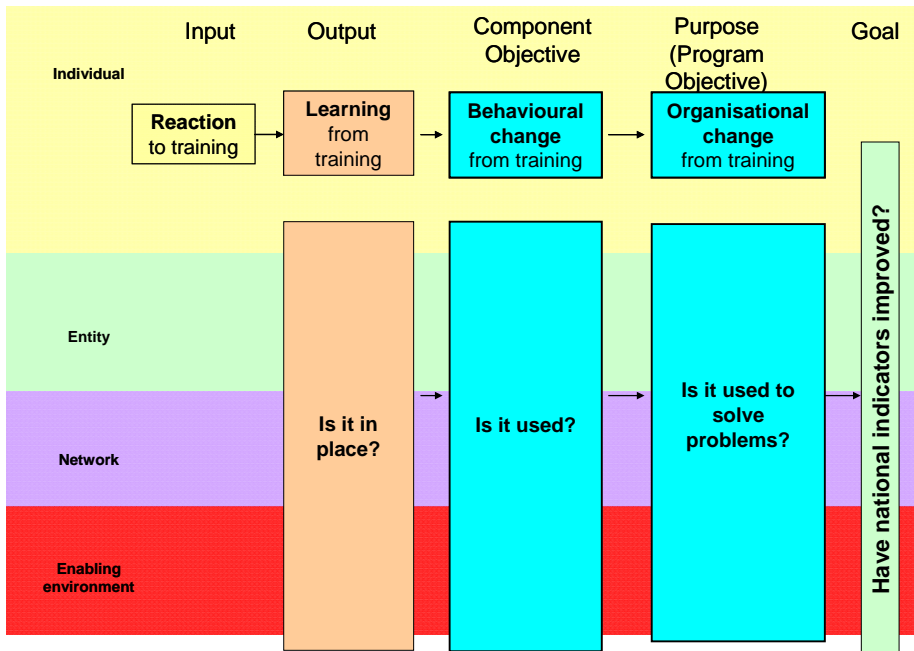 Input
Output
Component
Objective
Purpose
(Program
Objective)
Goal
Individual
Reaction
to training
Learning
from
training
Behavioural
change
from training
Organisational
change
from training
Entity
Network
Enabling
environment
Is it in
place?
Is it used?
Is it used to
solve
problems?
Have national indicators improved?